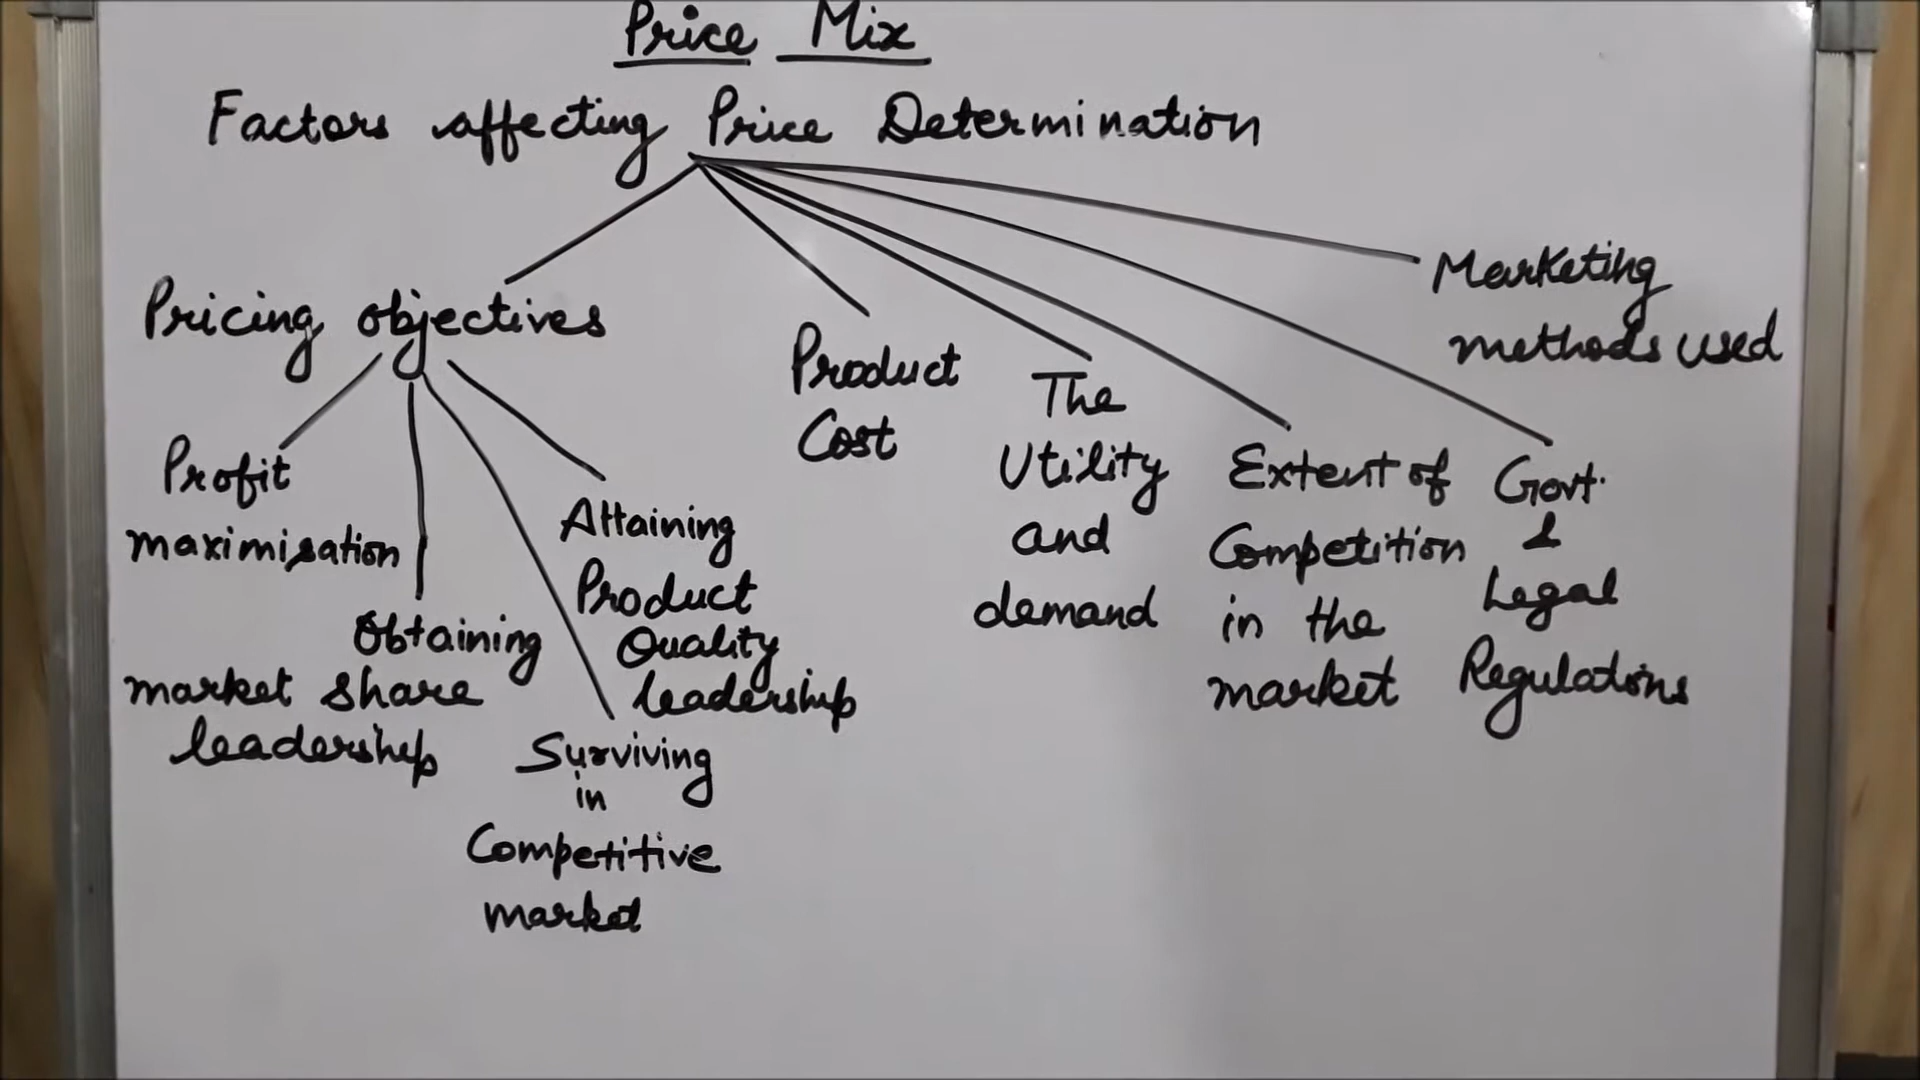 Price Mix
Factors affecting Price Determination
Pricing objectives
Profit
maximisation
Obtaining
market share
leadership
Surviving
in
Competitive
market
Attaining
Product
Quality
leadership
Product
Cost
The
Utility
and
demand
Extent of
Competition
in the
market
Govt.
&
Legal
Regulations
Marketing
methods used